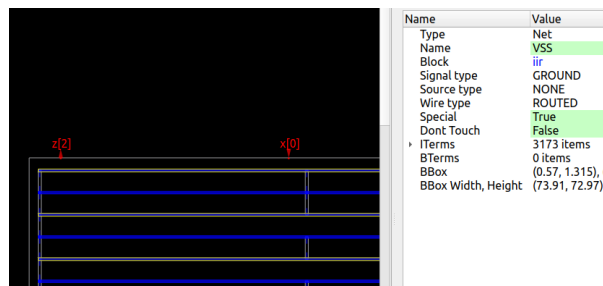 Name Value
Type Net
Name VSS
Block iir
Signal type GROUND
Source type NONE
Wire type ROUTED
Special True
Dont Touch False
ITerms 3173 items
BTerms 0 items
BBox (0.57, 1.315),
BBox Width, Height (73.91, 72.97)
z[2] x[0]